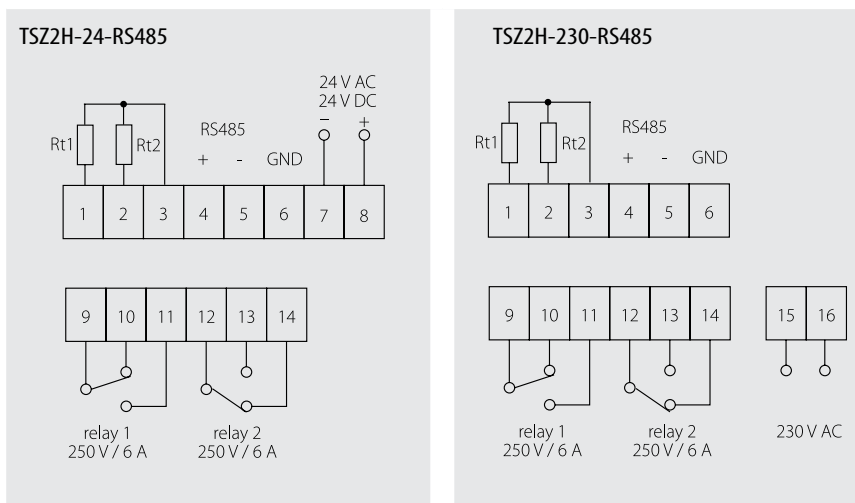 TSZ2H-24-RS485
24 V AC
24 V DC
Rt1
Rt2
RS485
+ - GND
- +
1 2 3 4 5 6 7 8
9 10 11 12 13 14
relay 1
250 V / 6 A
relay 2
250 V / 6 A
TSZ2H-230-RS485
Rt1
Rt2
RS485
+ - GND
1 2 3 4 5 6
9 10 11 12 13 14
15 16
relay 1
250 V / 6 A
relay 2
250 V / 6 A
230 V AC